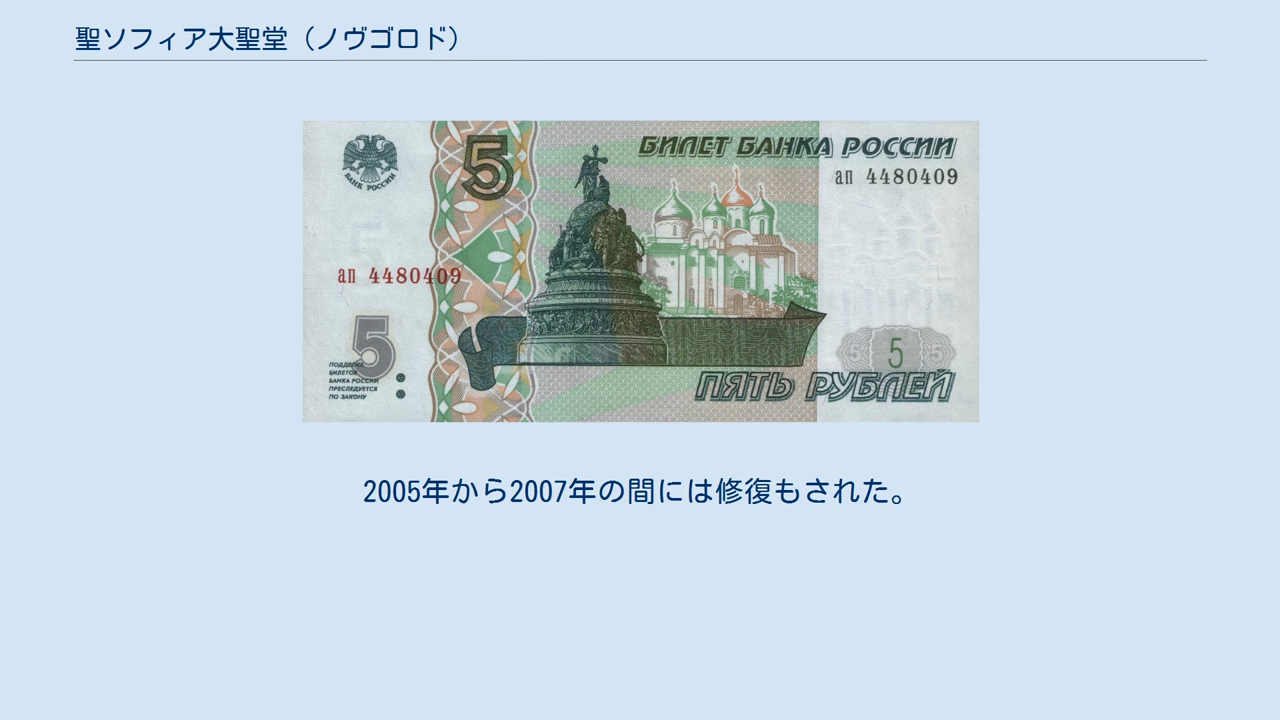 聖ソフィア大聖堂（ノヴゴロド）
БАНК РОССИИ
5
БИЛЕТ БАНКА РОССИИ
ап 4480409
ап 4480409
5
ПОДДЕЛКА
БИЛЕТОВ
БАНКА РОССИИ
ПРЕСЛЕДУЕТСЯ
ПО ЗАКОНУ
5 5 5
ПЯТЬ РУБЛЕЙ
2005年から2007年の間には修復もされた。